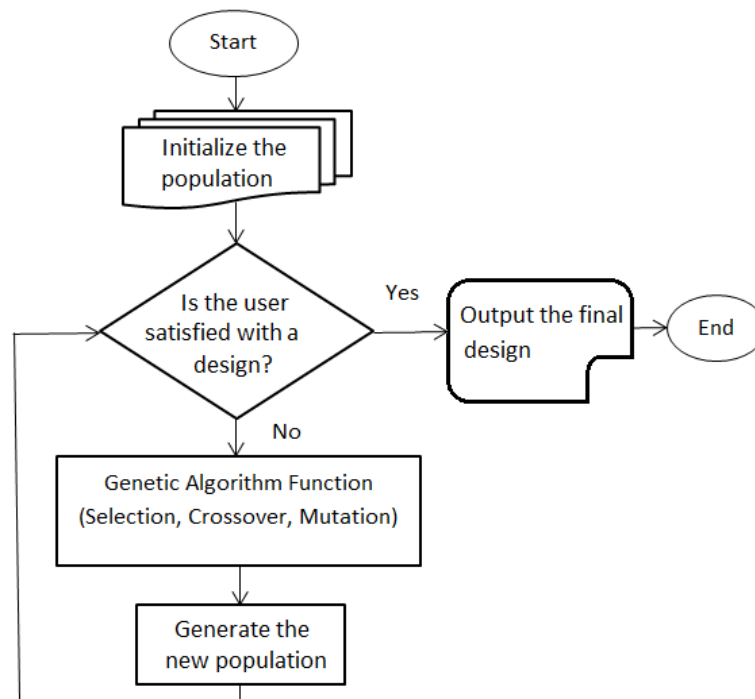 Start
Initialize the
population
Is the user
satisfied with a
design?
Yes
Output the final
design
End
No
Genetic Algorithm Function
(Selection, Crossover, Mutation)
Generate the
new population